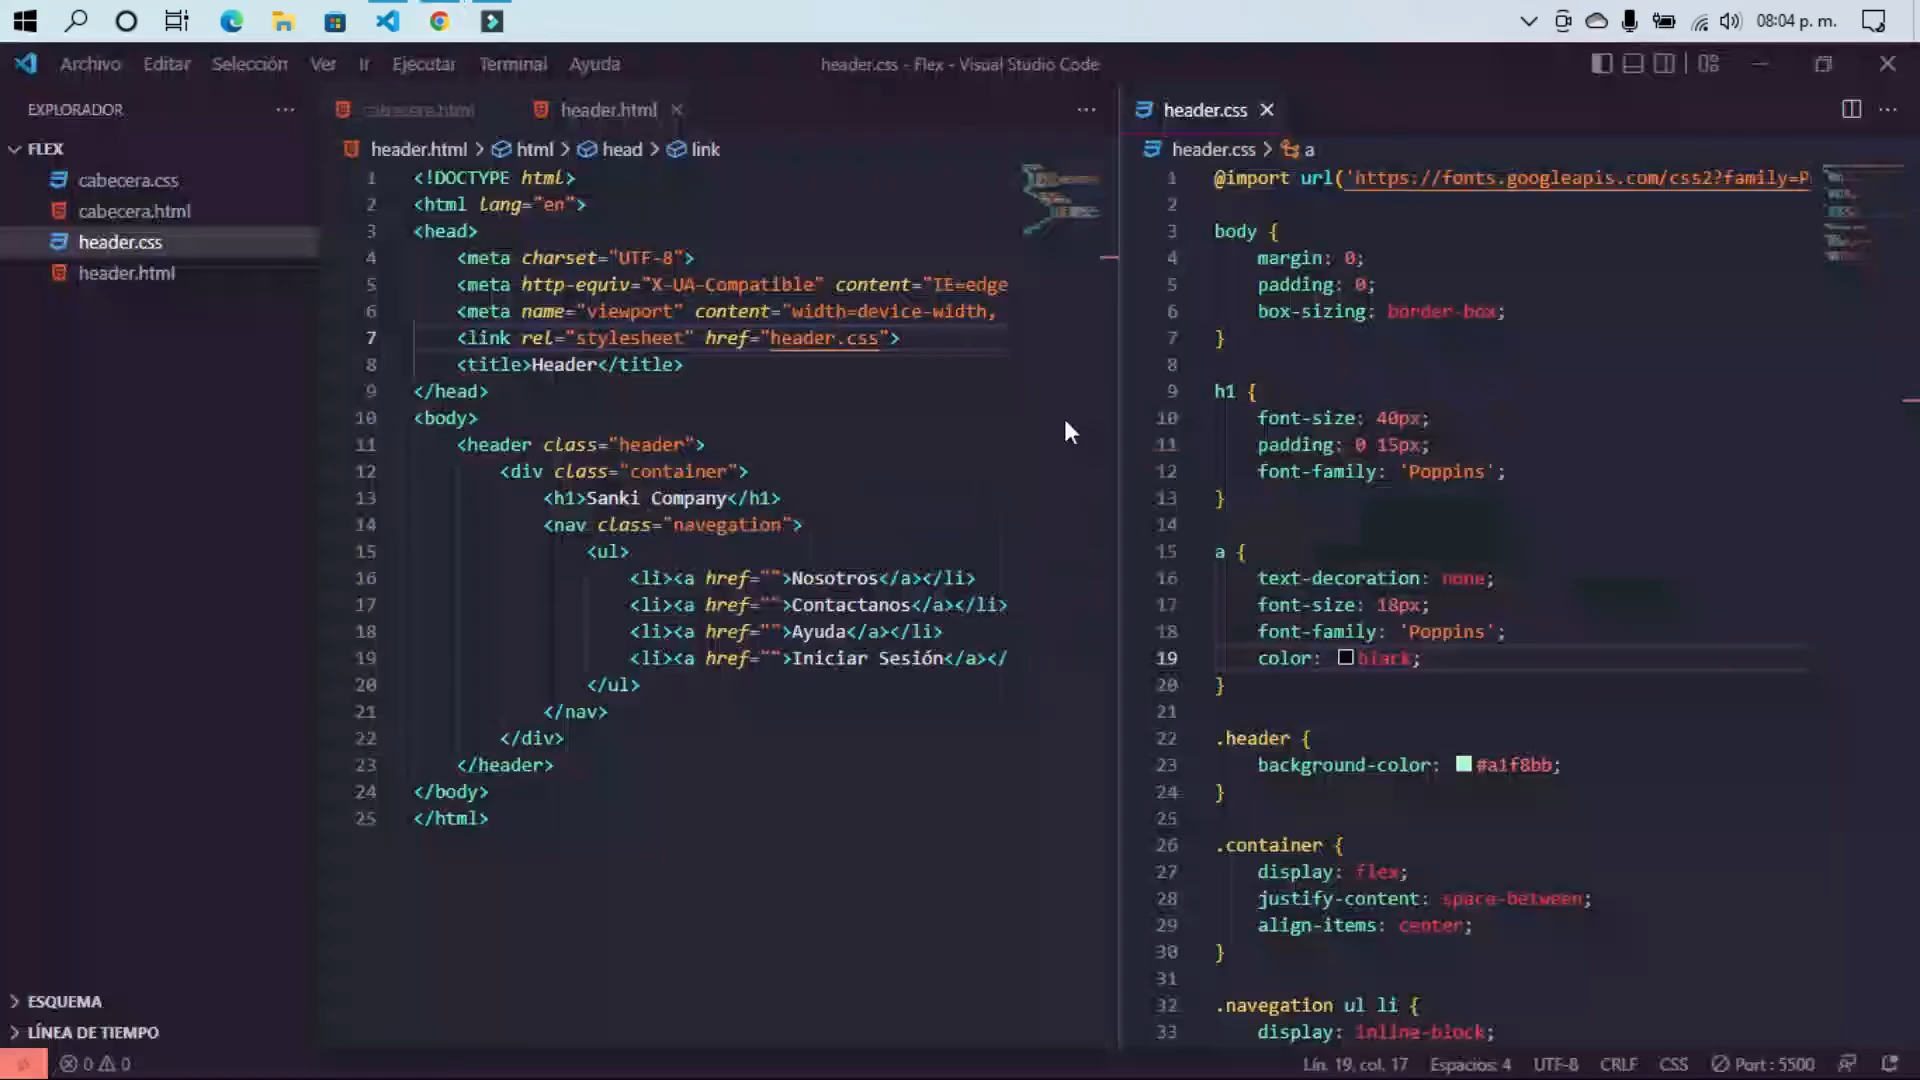 08:04 p. m.
Archivo Editar Selección Ver Ir Ejecutar Terminal Ayuda
header.css - Flex - Visual Studio Code
EXPLORADOR
FLEX
cabecera.css
cabecera.html
header.css
header.html
ESQUEMA
LÍNEA DE TIEMPO
cabecera.html header.html
header.html > html > head > link
1 <!DOCTYPE html>
2 <html lang="en">
3 <head>
4 <meta charset="UTF-8">
5 <meta http-equiv="X-UA-Compatible" content="IE=edge
6 <meta name="viewport" content="width=device-width,
7 <link rel="stylesheet" href="header.css">
8 <title>Header</title>
9 </head>
10 <body>
11 <header class="header">
12 <div class="container">
13 <h1>Sanki Company</h1>
14 <nav class="navegation">
15 <ul>
16 <li><a href="">Nosotros</a></li>
17 <li><a href="">Contactanos</a></li>
18 <li><a href="">Ayuda</a></li>
19 <li><a href="">Iniciar Sesión</a></
20 </ul>
21 </nav>
22 </div>
23 </header>
24 </body>
25 </html>
header.css
header.css > a
1 @import url('https://fonts.googleapis.com/css2?family=P
2
3 body {
4 margin: 0;
5 padding: 0;
6 box-sizing: border-box;
7 }
8
9 h1 {
10 font-size: 40px;
11 padding: 0 15px;
12 font-family: 'Poppins';
13 }
14
15 a {
16 text-decoration: none;
17 font-size: 18px;
18 font-family: 'Poppins';
19 color: black;
20 }
21
22 .header {
23 background-color: #a1f8bb;
24 }
25
26 .container {
27 display: flex;
28 justify-content: space-between;
29 align-items: center;
30 }
31
32 .navegation ul li {
33 display: inline-block;
0 0
Lín. 19, col. 17 Espacios: 4 UTF-8 CRLF CSS Port : 5500